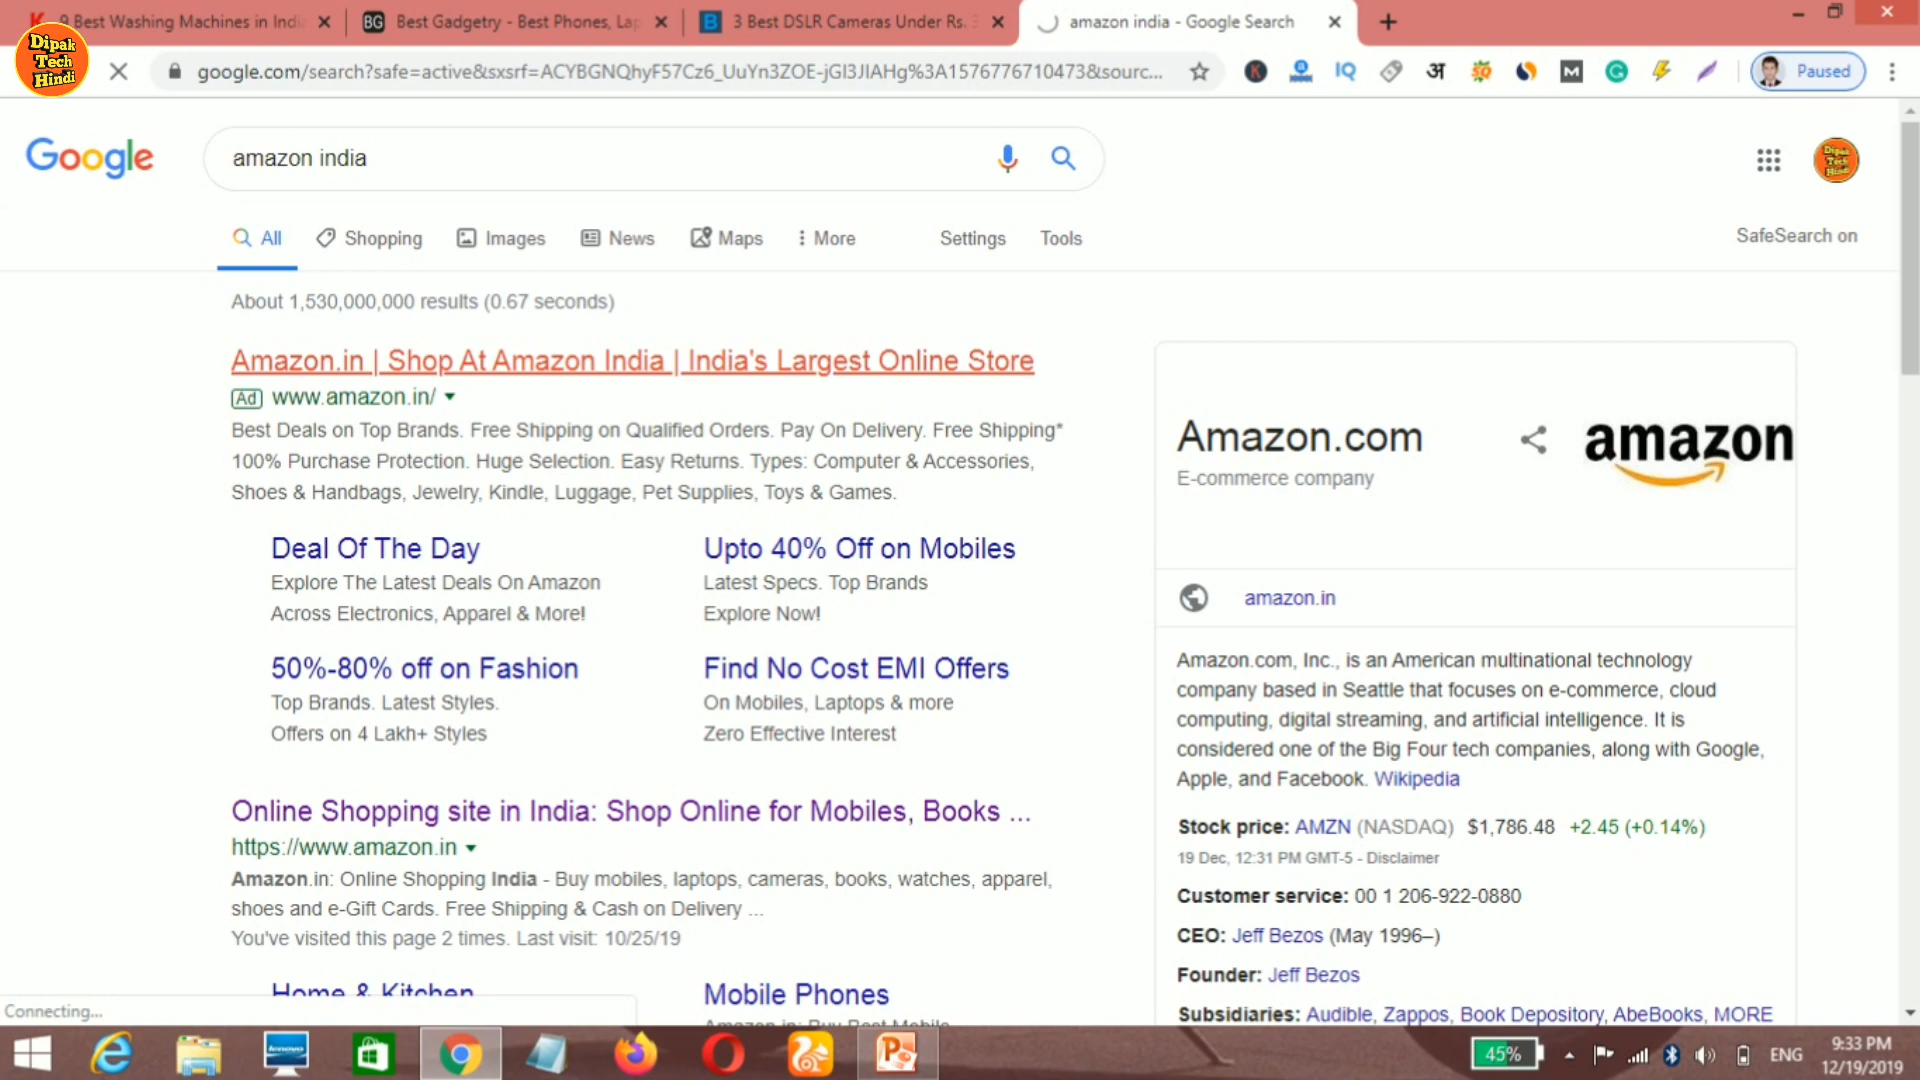 9 Best Washing Machines in Indi
BG Best Gadgetry - Best Phones, Lap
B 3 Best DSLR Cameras Under Rs. 3
amazon india - Google Search
Dipak
Tech
Hindi
google.com/search?safe=active&sxsrf=ACYBGNQhyF57Cz6_UuYn3ZOE-jGI3JIAHg%3A1576776710473&sourc...
Paused
Google
amazon india
Dipak
Tech
Hindi
All Shopping Images News Maps More Settings Tools
SafeSearch on
About 1,530,000,000 results (0.67 seconds)
Amazon.in | Shop At Amazon India | India's Largest Online Store
Ad www.amazon.in/
Best Deals on Top Brands. Free Shipping on Qualified Orders. Pay On Delivery. Free Shipping*
100% Purchase Protection. Huge Selection. Easy Returns. Types: Computer & Accessories,
Shoes & Handbags, Jewelry, Kindle, Luggage, Pet Supplies, Toys & Games.
Deal Of The Day
Explore The Latest Deals On Amazon
Across Electronics, Apparel & More!
Upto 40% Off on Mobiles
Latest Specs. Top Brands
Explore Now!
50%-80% off on Fashion
Top Brands. Latest Styles.
Offers on 4 Lakh+ Styles
Find No Cost EMI Offers
On Mobiles, Laptops & more
Zero Effective Interest
Online Shopping site in India: Shop Online for Mobiles, Books ...
https://www.amazon.in
Amazon.in: Online Shopping India - Buy mobiles, laptops, cameras, books, watches, apparel,
shoes and e-Gift Cards. Free Shipping & Cash on Delivery ...
You've visited this page 2 times. Last visit: 10/25/19
Home & Kitchen
Mobile Phones
Amazon.in: Buy Best Mobile
Connecting...
Amazon.com
E-commerce company
amazon
amazon.in
Amazon.com, Inc., is an American multinational technology
company based in Seattle that focuses on e-commerce, cloud
computing, digital streaming, and artificial intelligence. It is
considered one of the Big Four tech companies, along with Google,
Apple, and Facebook. Wikipedia
Stock price: AMZN (NASDAQ) $1,786.48 +2.45 (+0.14%)
19 Dec, 12:31 PM GMT-5 - Disclaimer
Customer service: 00 1 206-922-0880
CEO: Jeff Bezos (May 1996–)
Founder: Jeff Bezos
Subsidiaries: Audible, Zappos, Book Depository, AbeBooks, MORE
lenovo
45%
ENG
9:33 PM
12/19/2019